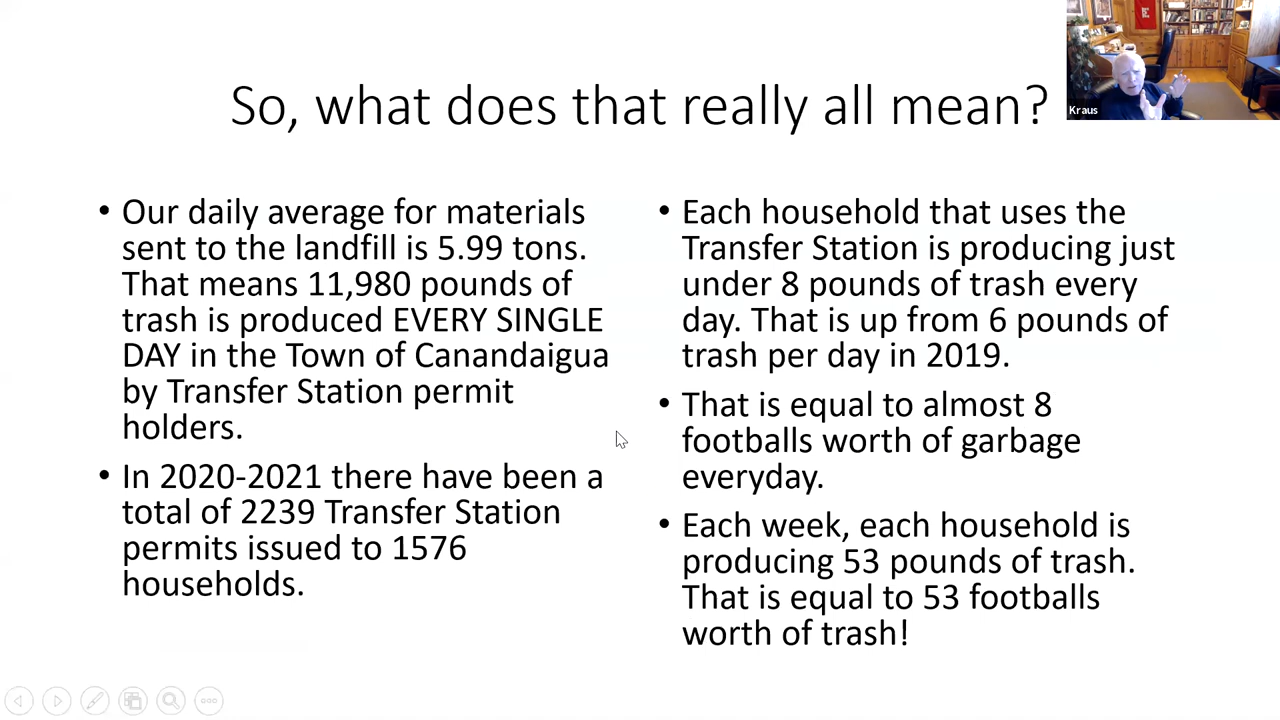 So, what does that really all mean?
Kraus
• Our daily average for materials
sent to the landfill is 5.99 tons.
That means 11,980 pounds of
trash is produced EVERY SINGLE
DAY in the Town of Canandaigua
by Transfer Station permit
holders.
• In 2020-2021 there have been a
total of 2239 Transfer Station
permits issued to 1576
households.
• Each household that uses the
Transfer Station is producing just
under 8 pounds of trash every
day. That is up from 6 pounds of
trash per day in 2019.
• That is equal to almost 8
footballs worth of garbage
everyday.
• Each week, each household is
producing 53 pounds of trash.
That is equal to 53 footballs
worth of trash!